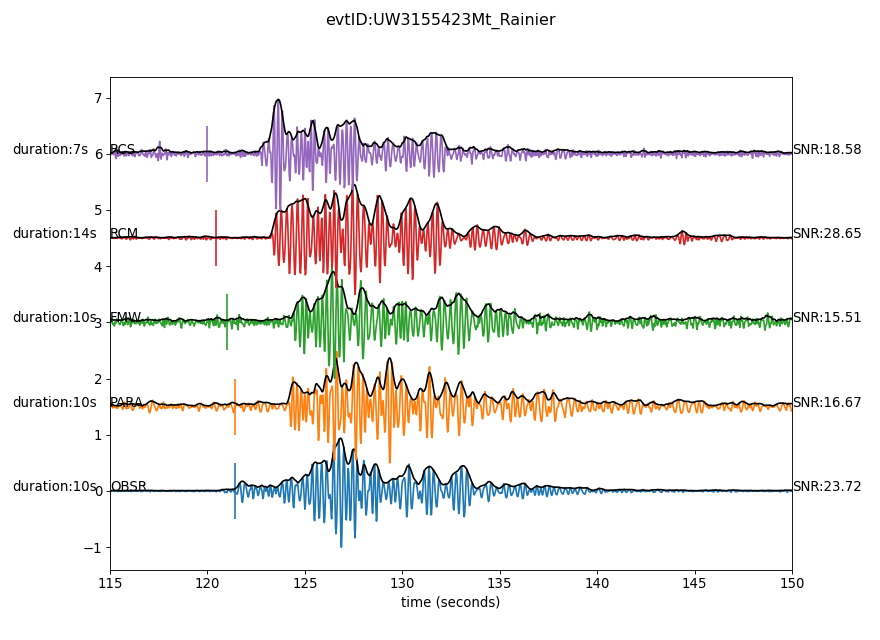 evtID:UW3155423Mt_Rainier
7
duration:7s RCS 6 SNR:18.58
5
duration:14s RCM SNR:28.65
4
duration:10s FMW 3 SNR:15.51
2
duration:10s PARA SNR:16.67
1
duration:10s OBSR 0 SNR:23.72
−1
115 120 125 130 135 140 145 150
time (seconds)